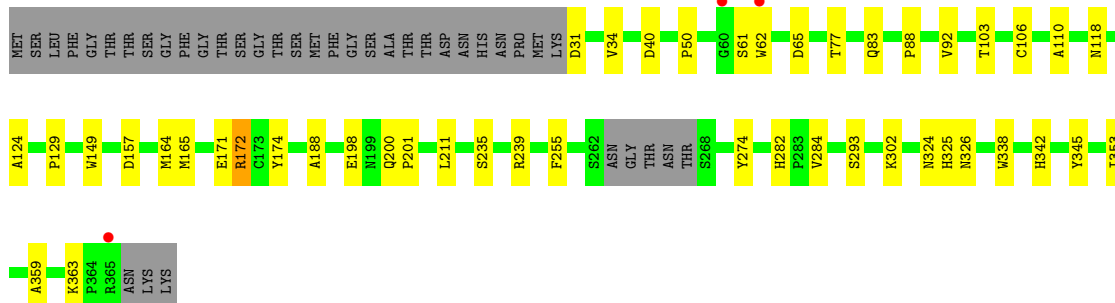 MET SER LEU PHE GLY THR THR SER GLY PHE GLY THR SER GLY THR SER MET PHE GLY SER ALA THR THR ASP ASN HIS ASN PRO MET LYS D31 V34 D40 P50 G60 S61 W62 D65 T77 Q83 P88 V92 T103 C106 A110 N118
A124 P129 W149 D157 M164 M165 E171 R172 C173 Y174 A188 E198 N199 Q200 P201 L211 S235 R239 F255 S262 ASN GLY THR ASN THR S268 Y274 H282 P283 V284 S293 K302 N324 H325 N326 W338 H342 Y345
A359 K363 P364 R365 ASN LYS LYS